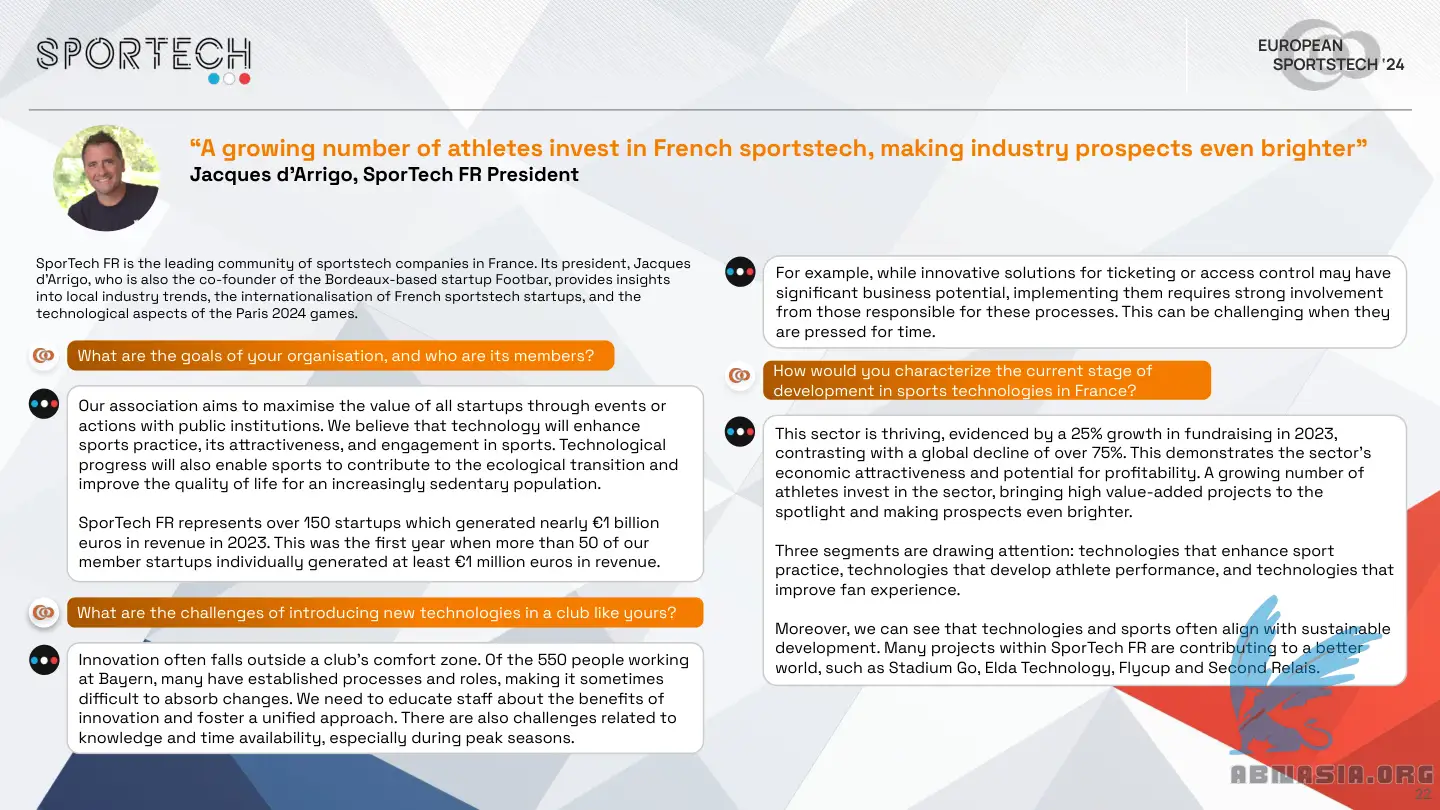 SPORTECH
EUROPEAN
SPORTSTECH '24
“A growing number of athletes invest in French sportstech, making industry prospects even brighter”
Jacques d’Arrigo, SporTech FR President
SporTech FR is the leading community of sportstech companies in France. Its president, Jacques
d’Arrigo, who is also the co-founder of the Bordeaux-based startup Footbar, provides insights
into local industry trends, the internationalisation of French sportstech startups, and the
technological aspects of the Paris 2024 games.
What are the goals of your organisation, and who are its members?
Our association aims to maximise the value of all startups through events or
actions with public institutions. We believe that technology will enhance
sports practice, its attractiveness, and engagement in sports. Technological
progress will also enable sports to contribute to the ecological transition and
improve the quality of life for an increasingly sedentary population.
SporTech FR represents over 150 startups which generated nearly €1 billion
euros in revenue in 2023. This was the first year when more than 50 of our
member startups individually generated at least €1 million euros in revenue.
What are the challenges of introducing new technologies in a club like yours?
Innovation often falls outside a club’s comfort zone. Of the 550 people working
at Bayern, many have established processes and roles, making it sometimes
difficult to absorb changes. We need to educate staff about the benefits of
innovation and foster a unified approach. There are also challenges related to
knowledge and time availability, especially during peak seasons.
For example, while innovative solutions for ticketing or access control may have
significant business potential, implementing them requires strong involvement
from those responsible for these processes. This can be challenging when they
are pressed for time.
How would you characterize the current stage of
development in sports technologies in France?
This sector is thriving, evidenced by a 25% growth in fundraising in 2023,
contrasting with a global decline of over 75%. This demonstrates the sector’s
economic attractiveness and potential for profitability. A growing number of
athletes invest in the sector, bringing high value-added projects to the
spotlight and making prospects even brighter.
Three segments are drawing attention: technologies that enhance sport
practice, technologies that develop athlete performance, and technologies that
improve fan experience.
Moreover, we can see that technologies and sports often align with sustainable
development. Many projects within SporTech FR are contributing to a better
world, such as Stadium Go, Elda Technology, Flycup and Second Relais.
ABMASIA.ORG
22